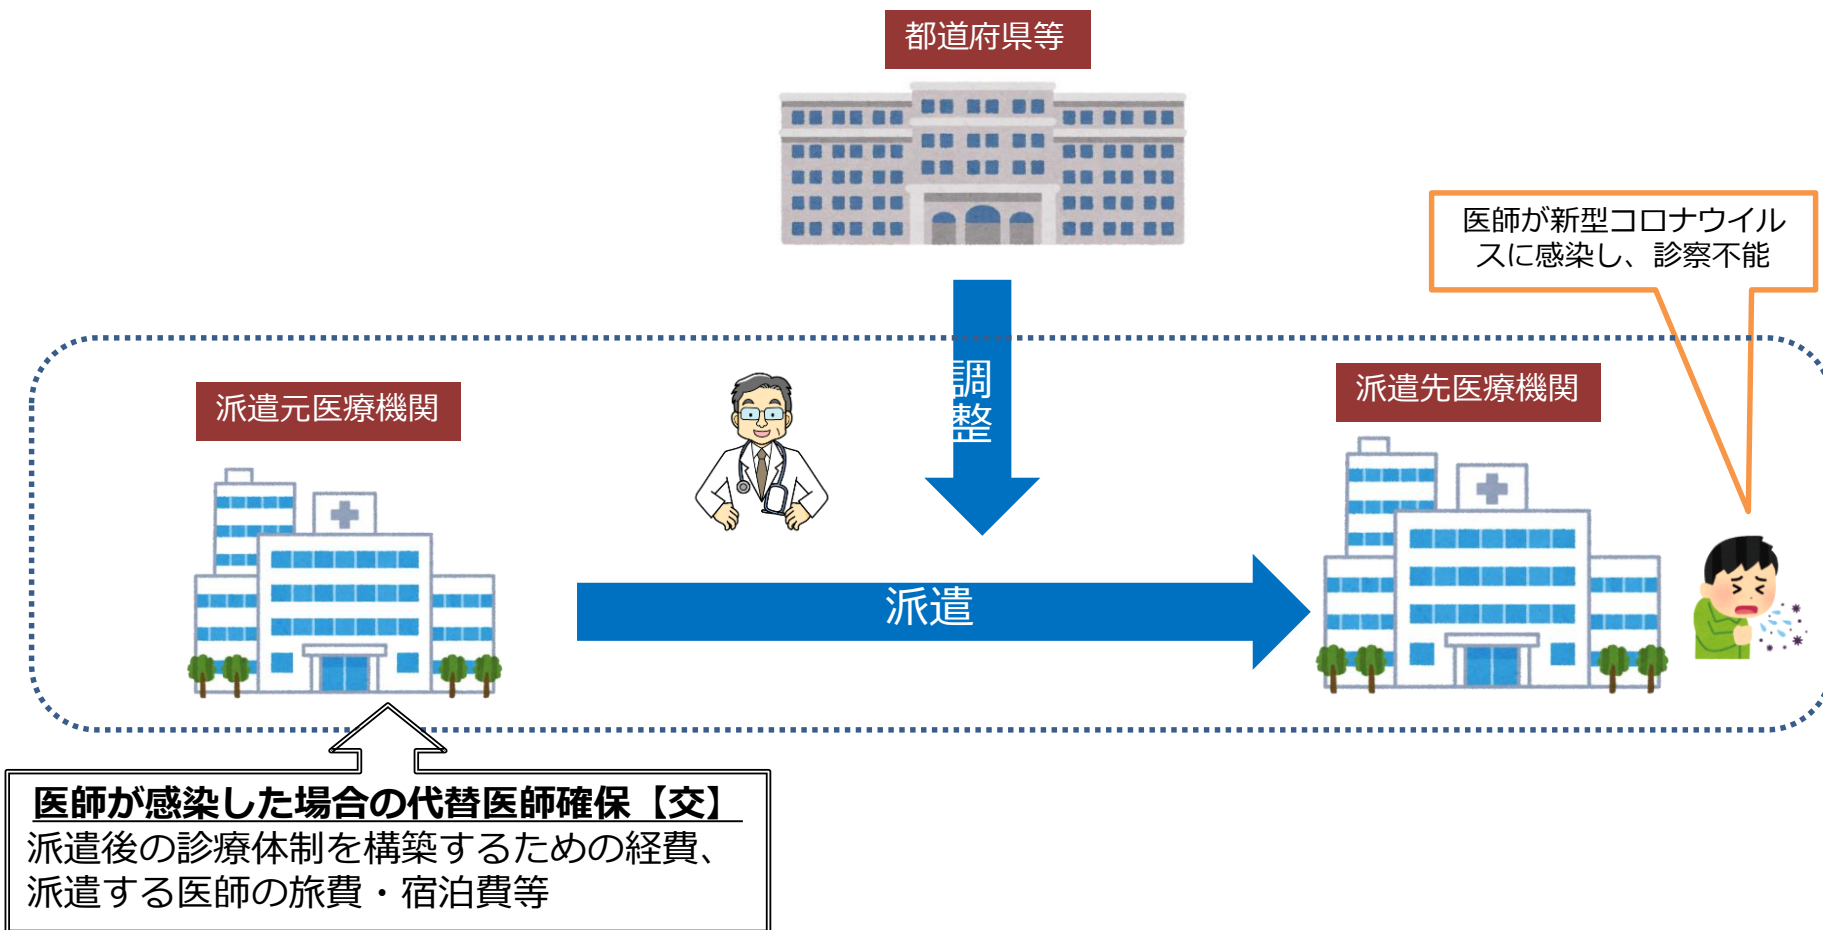 都道府県等
医師が新型コロナウイル
スに感染し、診察不能
調整
派遣元医療機関
派遣先医療機関
派遣
医師が感染した場合の代替医師確保【交】
派遣後の診療体制を構築するための経費、
派遣する医師の旅費・宿泊費等